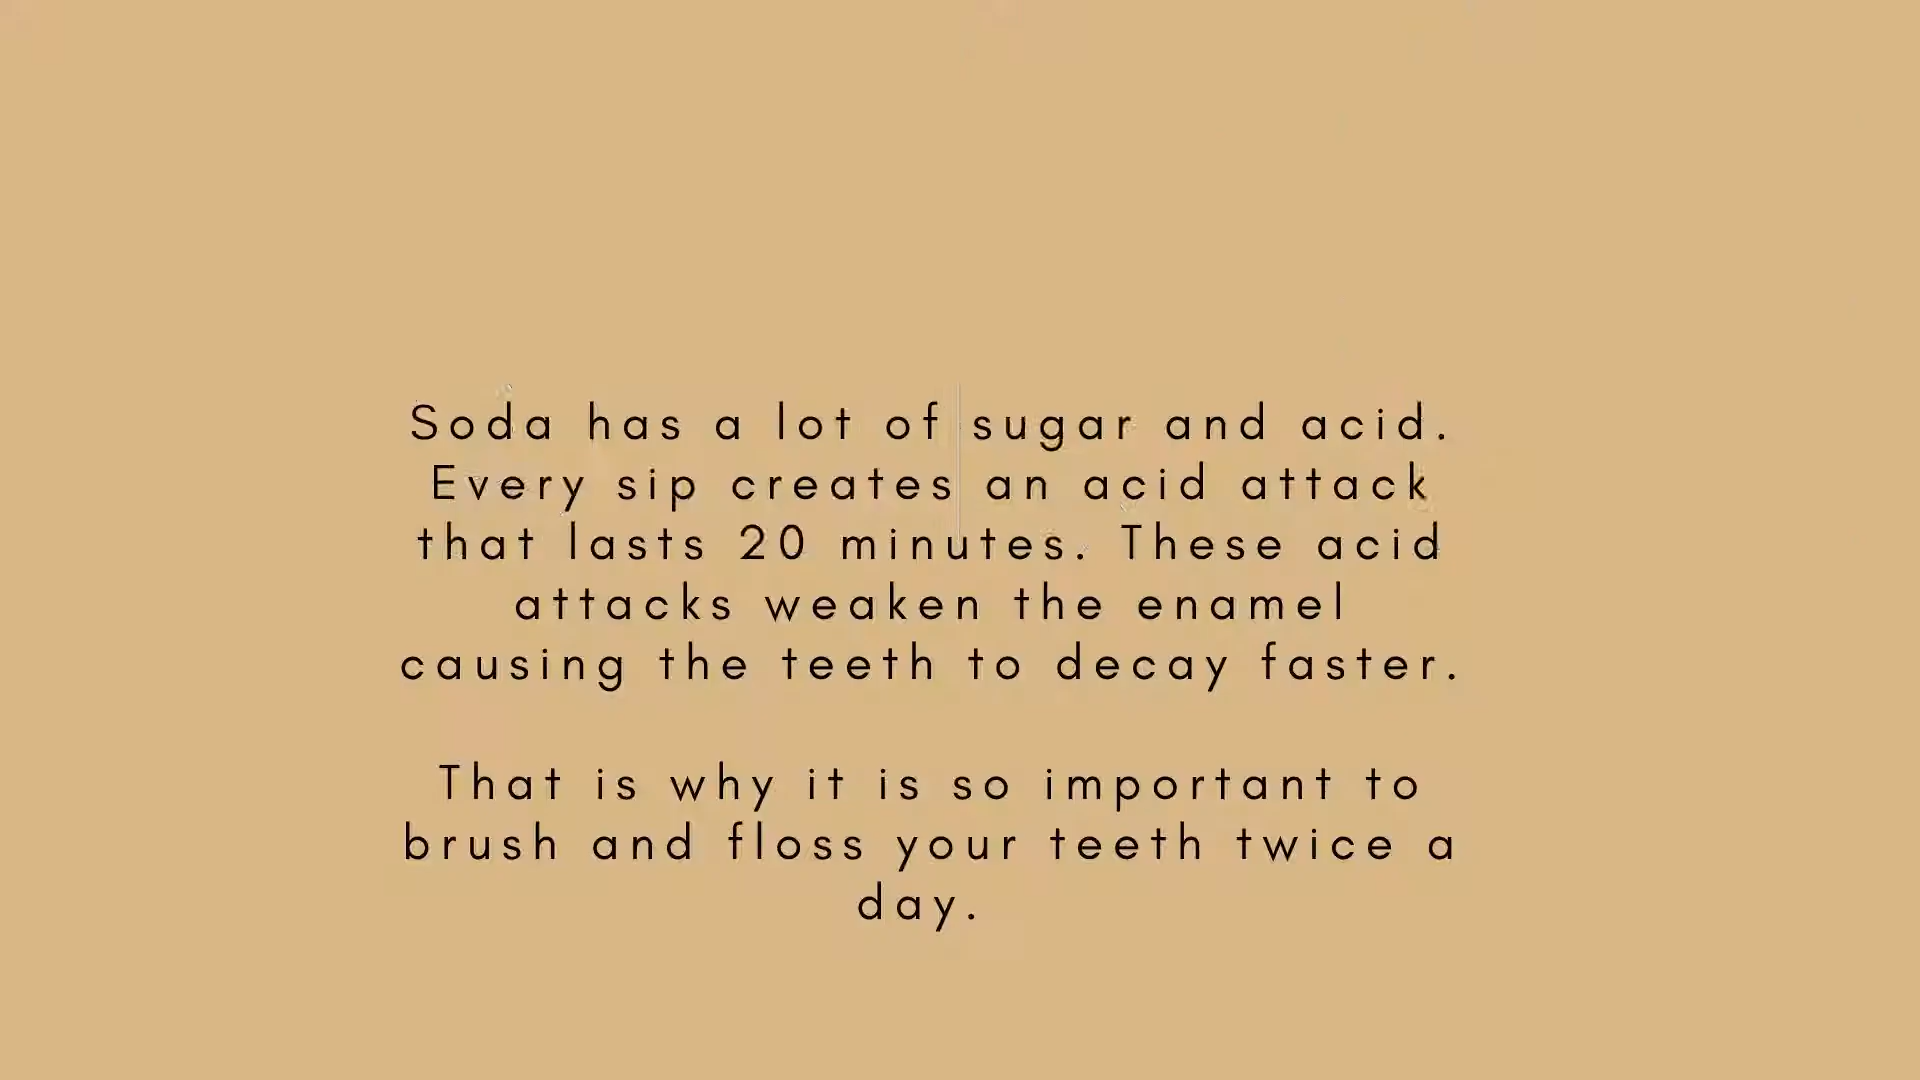 Soda has a lot of sugar and acid.
Every sip creates an acid attack
that lasts 20 minutes. These acid
attacks weaken the enamel
causing the teeth to decay faster.
That is why it is so important to
brush and floss your teeth twice a
day.